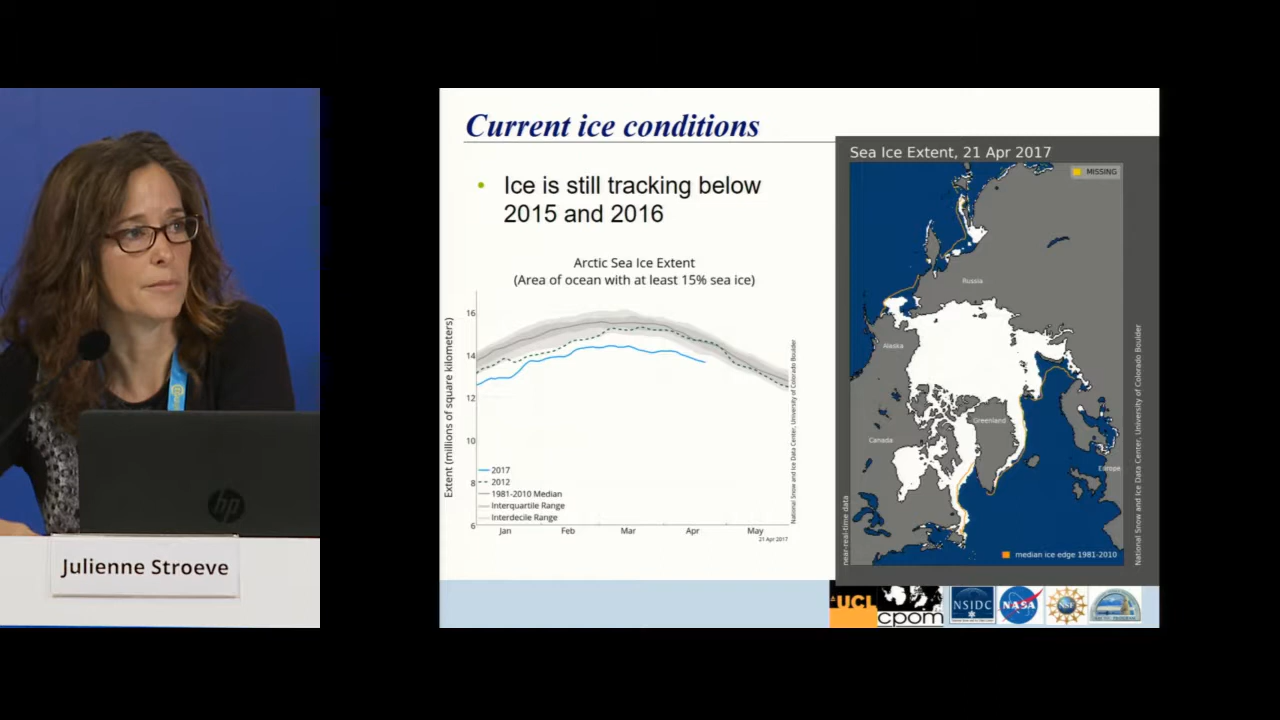 Current ice conditions
• Ice is still tracking below
2015 and 2016
Arctic Sea Ice Extent
(Area of ocean with at least 15% sea ice)
Extent (millions of square kilometers)
16
14
12
10
8
6
2017
2012
1981-2010 Median
Interquartile Range
Interdecile Range
Jan Feb Mar Apr May
21 Apr 2017
National Snow and Ice Data Center, University of Colorado Boulder
Sea Ice Extent, 21 Apr 2017
MISSING
Russia
Alaska
Greenland
Canada
Europe
near-real-time data
median ice edge 1981-2010
National Snow and Ice Data Center, University of Colorado Boulder
hp
Julienne Stroeve
UCL
cpom
NSIDC
NASA
NSF